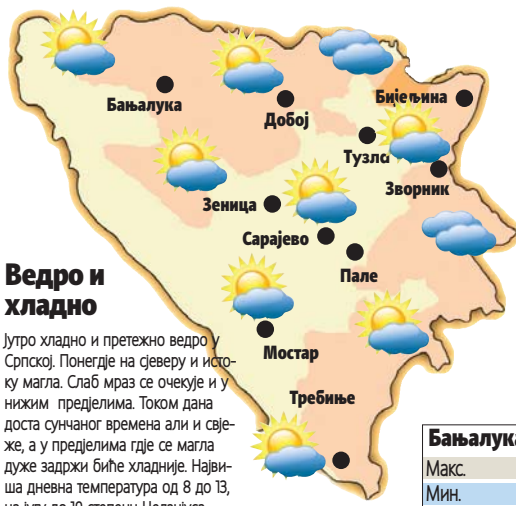 Бањалука
Добој
Бијељина
Тузла
Зворник
Зеница
Сарајево
Пале
Мостар
Требиње
Ведро и
хладно
Јутро хладно и претежно ведро у
Српској. Понегдје на сјеверу и исто-
ку магла. Слаб мраз се очекује и у
нижим предјелима. Током дана
доста сунчаног времена али и свје-
же, а у предјелима гдје се магла
дуже задржи биће хладније. Најви-
ша дневна температура од 8 до 13,
Бањалука
Макс.
Мин.